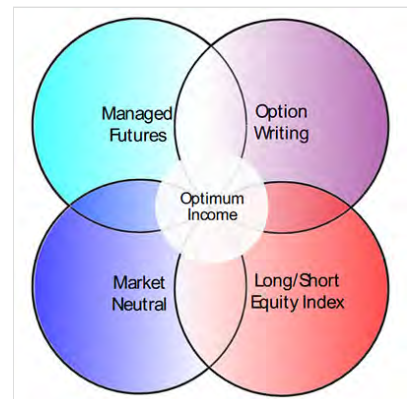 Managed
Futures
Option
Writing
Optimum
Income
Market
Neutral
Long/Short
Equity Index